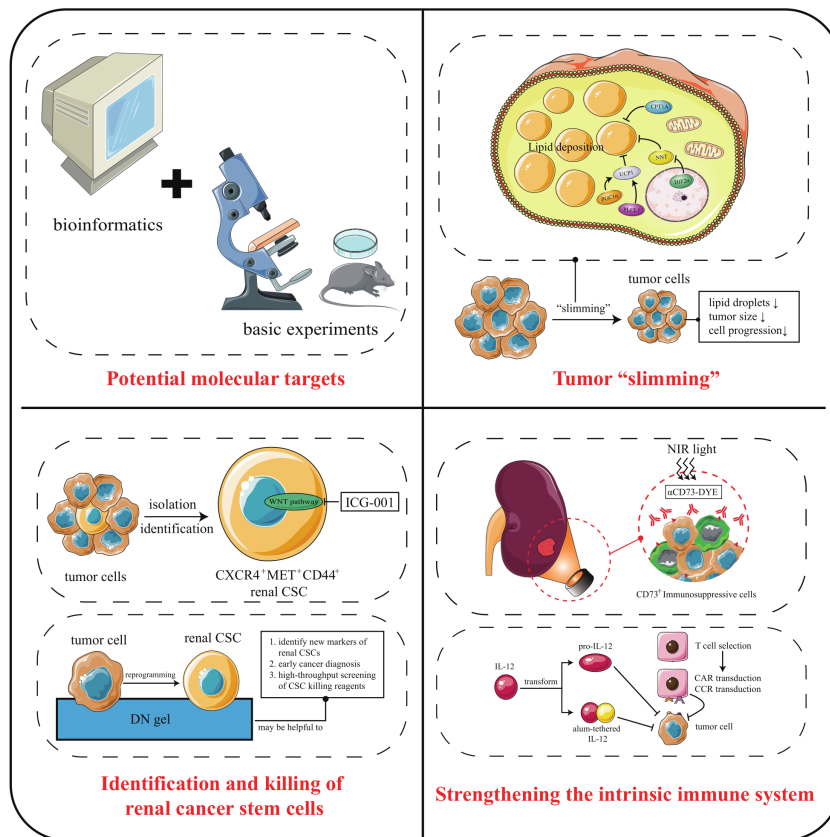 bioinformatics
basic experiments
Potential molecular targets
CPT1A
Lipid deposition
NNT
UCP1
HIF2α
PGC1α
"slimming"
tumor cells
lipid droplets ↓
tumor size ↓
cell progression↓
Tumor “slimming”
tumor cells
isolation
identification
WNT pathway
ICG-001
CXCR4⁺MET⁺CD44⁺
renal CSC
tumor cell
renal CSC
reprogramming
DN gel
1. identify new markers of
renal CSCs
2. early cancer diagnosis
3. high-throughput screening
of CSC killing reagents
may be helpful to
Identification and killing of
renal cancer stem cells
NIR light
αCD73-DYE
CD73⁺ Immunosuppressive cells
IL-12
transform
pro-IL-12
alum-tethered
IL-12
T cell selection
CAR transduction
CCR transduction
tumor cell
Strengthening the intrinsic immune system